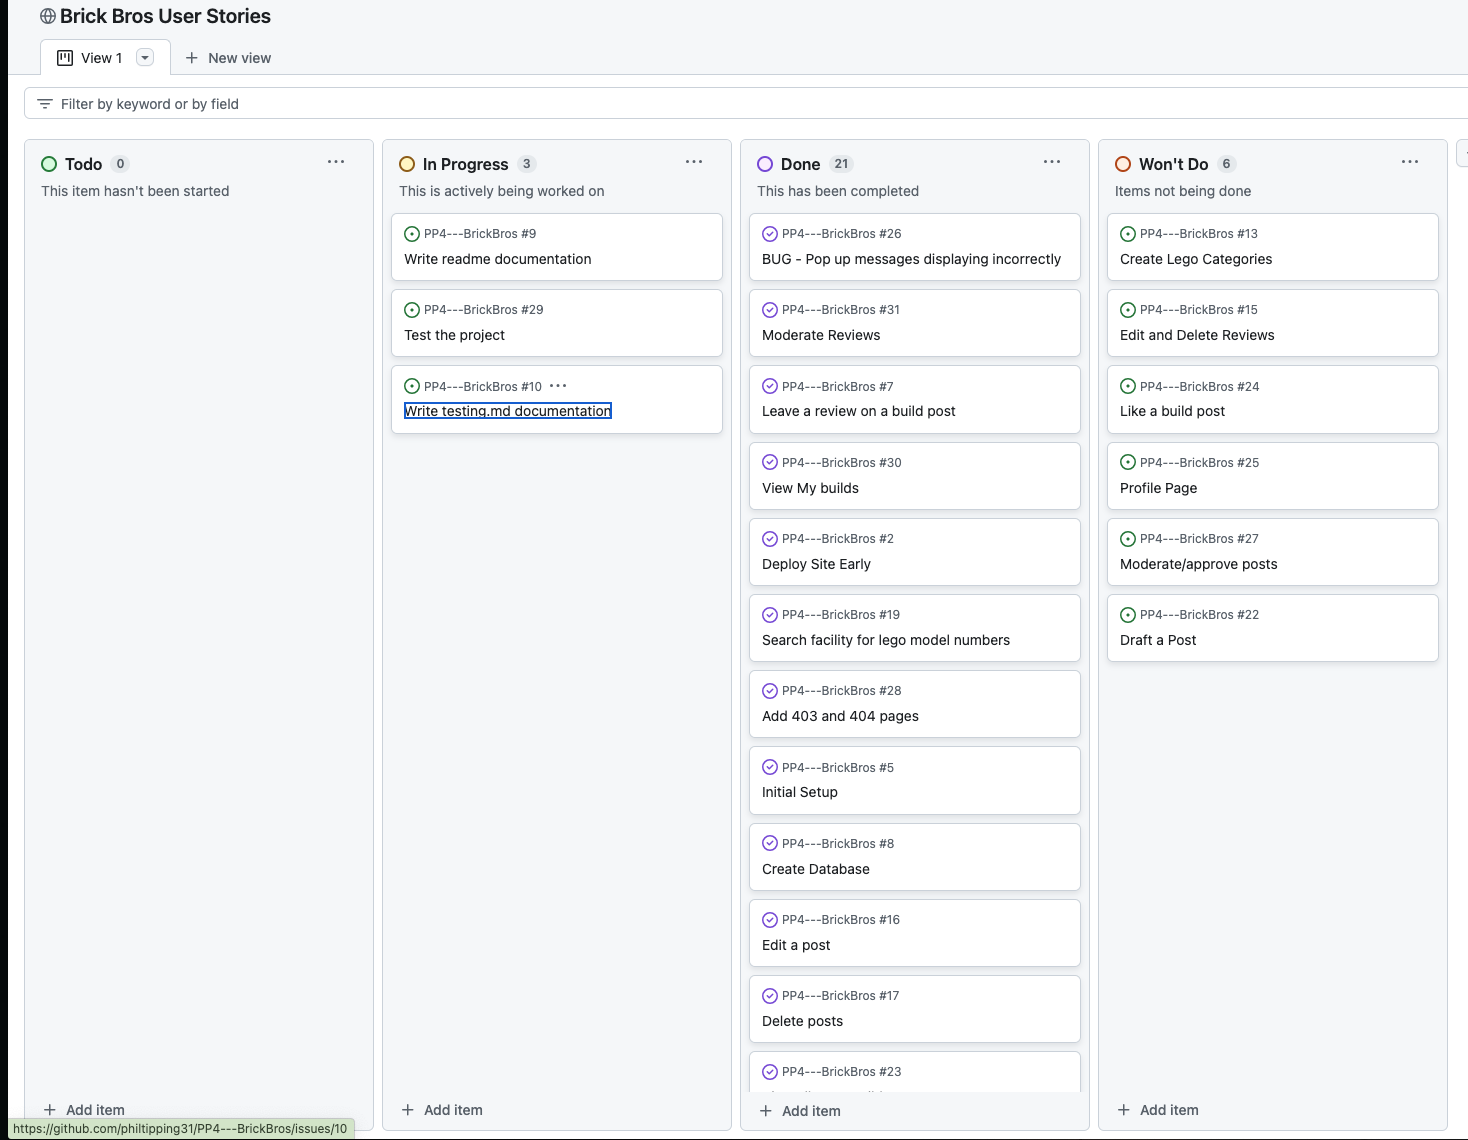 Brick Bros User Stories
View 1
New view
Filter by keyword or by field
Todo 0
This item hasn't been started
Add item
In Progress 3
This is actively being worked on
PP4---BrickBros #9
Write readme documentation
PP4---BrickBros #29
Test the project
PP4---BrickBros #10
Write testing.md documentation
Add item
Done 21
This has been completed
PP4---BrickBros #26
BUG - Pop up messages displaying incorrectly
PP4---BrickBros #31
Moderate Reviews
PP4---BrickBros #7
Leave a review on a build post
PP4---BrickBros #30
View My builds
PP4---BrickBros #2
Deploy Site Early
PP4---BrickBros #19
Search facility for lego model numbers
PP4---BrickBros #28
Add 403 and 404 pages
PP4---BrickBros #5
Initial Setup
PP4---BrickBros #8
Create Database
PP4---BrickBros #16
Edit a post
PP4---BrickBros #17
Delete posts
PP4---BrickBros #23
Add item
Won't Do 6
Items not being done
PP4---BrickBros #13
Create Lego Categories
PP4---BrickBros #15
Edit and Delete Reviews
PP4---BrickBros #24
Like a build post
PP4---BrickBros #25
Profile Page
PP4---BrickBros #27
Moderate/approve posts
PP4---BrickBros #22
Draft a Post
Add item
https://github.com/philtipping31/PP4---BrickBros/issues/10